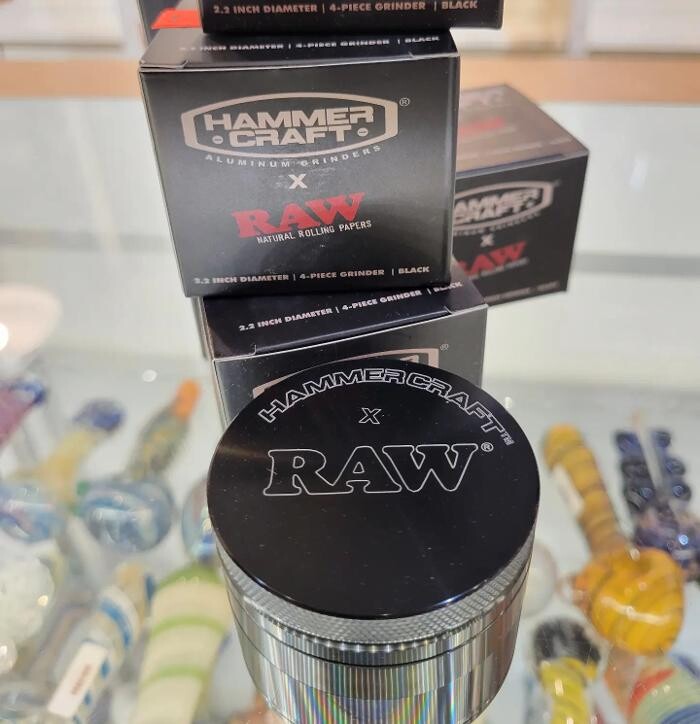 2.2 INCH DIAMETER | 4-PIECE GRINDER | BLACK
2.2 INCH DIAMETER | 4-PIECE GRINDER | BLACK
HAMMER
CRAFT®
ALUMINUM GRINDERS
X
RAW
NATURAL ROLLING PAPERS
2.2 INCH DIAMETER | 4-PIECE GRINDER | BLACK
HAMMER
CRAFT
X
RAW
2.2 INCH DIAMETER | 4-PIECE GRINDER | BLACK
HAMMERCRAFT™
X
RAW®